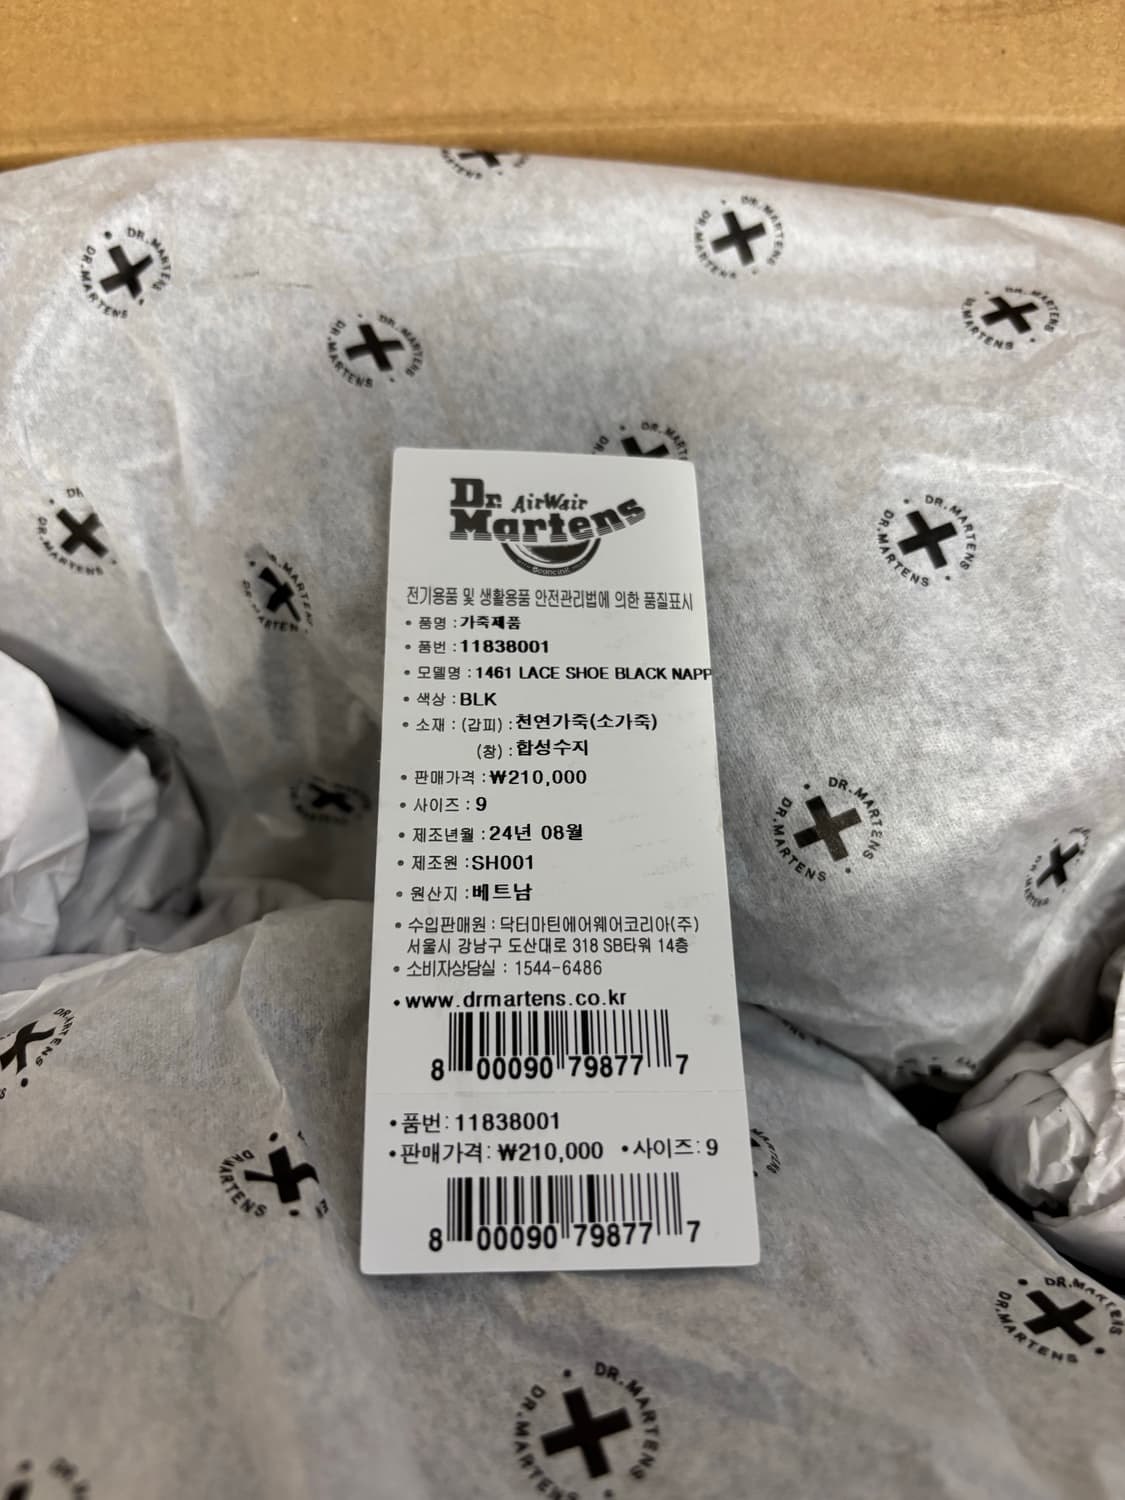 Dr. AirWair
Martens
전기용품 및 생활용품 안전관리법에 의한 품질표시
• 품명 : 가죽제품
• 품번 : 11838001
• 모델명 : 1461 LACE SHOE BLACK NAPP
• 색상 : BLK
• 소재 : (갑피) : 천연가죽(소가죽)
(창) : 합성수지
• 판매가격 : ₩210,000
• 사이즈 : 9
• 제조년월 : 24년 08월
• 제조원 : SH001
• 원산지 : 베트남
• 수입판매원 : 닥터마틴에어웨어코리아(주)
서울시 강남구 도산대로 318 SB타워 14층
• 소비자상담실 : 1544-6486
• www.drmartens.co.kr
8 00090 79877 7
• 품번: 11838001
• 판매가격: ₩210,000 • 사이즈: 9
8 00090 79877 7
DR.MARTENS • DR.MARTENS •